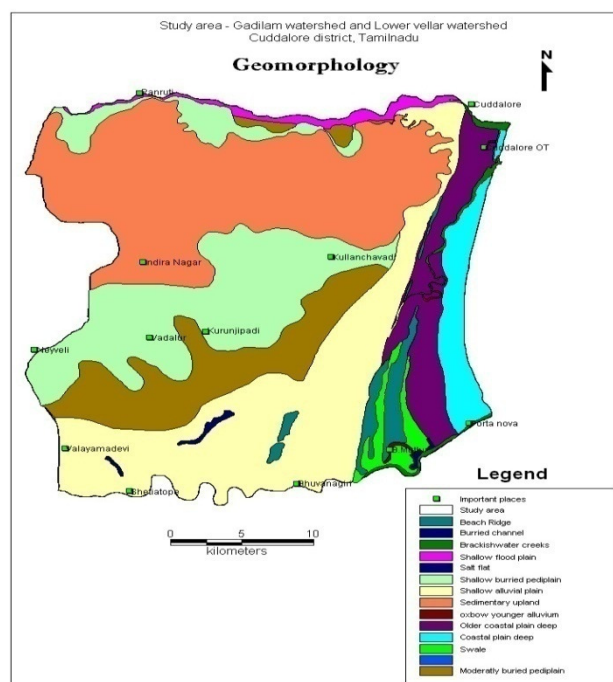 Study area - Gadilam watershed and Lower vellar watershed
Cuddalore district, Tamilnadu
Geomorphology
N
Panruti
Cuddalore
Cuddalore OT
Indira Nagar
Kullanchavadi
Kurunjipadi
Vadalur
Neyveli
Porta nova
Valayamadevi
Bhuvanagiri
Shetiatope
0 5 10
kilometers
Legend
Important places
Study area
Beach Ridge
Burried channel
Brackishwater creeks
Shallow flood plain
Salt flat
Shallow burried pediplain
Shallow alluvial plain
Sedimentary upland
oxbow younger alluvium
Older coastal plain deep
Coastal plain deep
Swale
Moderatly buried pediplain